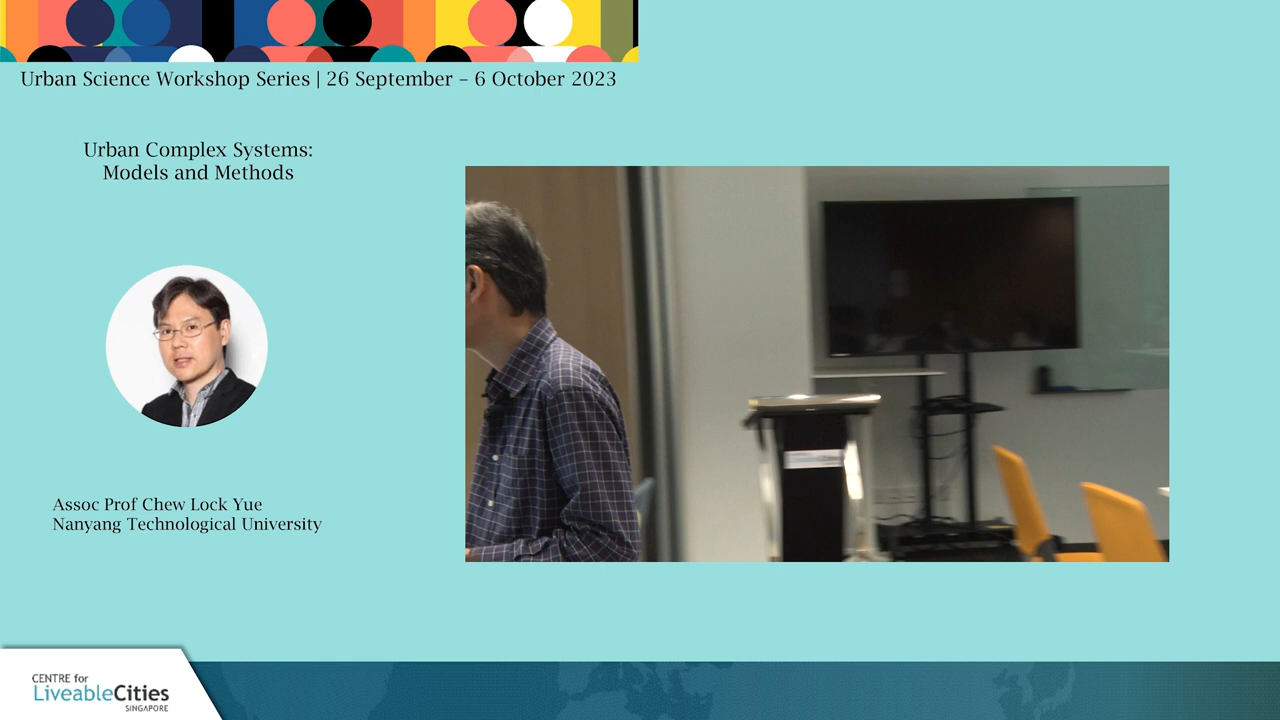 Urban Science Workshop Series | 26 September – 6 October 2023
Urban Complex Systems:
Models and Methods
Assoc Prof Chew Lock Yue
Nanyang Technological University
CENTRE for
LiveableCities
SINGAPORE